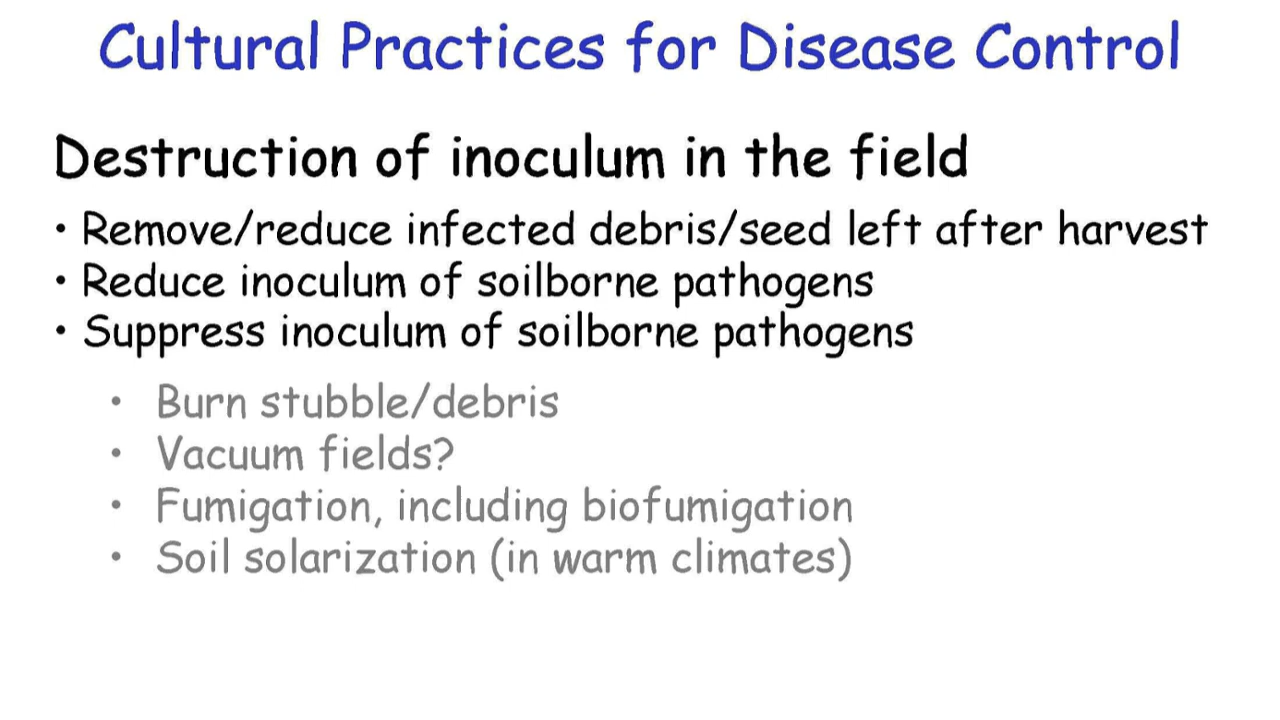 Cultural Practices for Disease Control
Destruction of inoculum in the field
• Remove/reduce infected debris/seed left after harvest
• Reduce inoculum of soilborne pathogens
• Suppress inoculum of soilborne pathogens
• Burn stubble/debris
• Vacuum fields?
• Fumigation, including biofumigation
• Soil solarization (in warm climates)